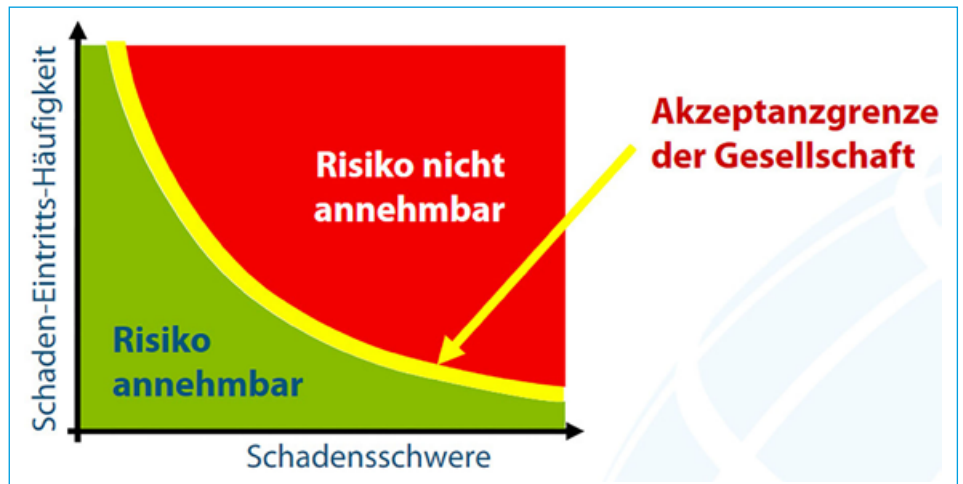 Schaden-Eintritts-Häufigkeit
Risiko nicht
annehmbar
Akzeptanzgrenze
der Gesellschaft
Risiko
annehmbar
Schadensschwere